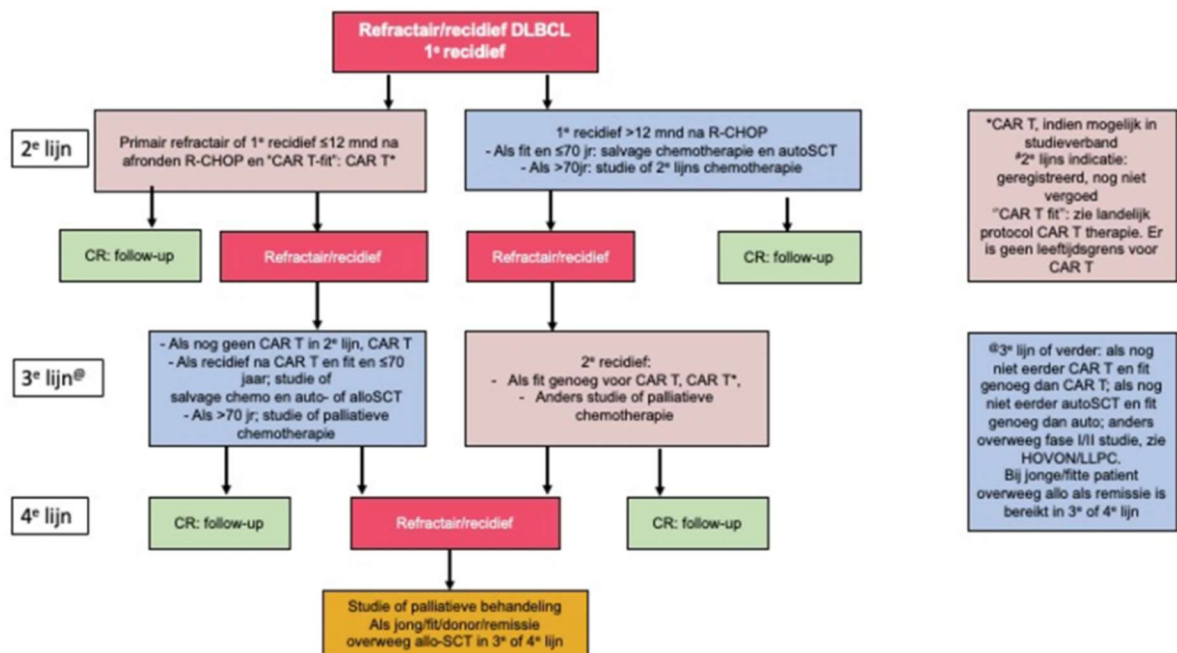 Refractair/recidief DLBCL
1e recidief
2e lijn
Primair refractair of 1e recidief ≤12 mnd na
afronden R-CHOP en "CAR T-fit": CAR T*
1e recidief >12 mnd na R-CHOP
- Als fit en ≤70 jr: salvage chemotherapie en autoSCT
- Als >70jr: studie of 2e lijns chemotherapie
*CAR T, indien mogelijk in
studieverband
#2e lijns indicatie:
geregistreerd, nog niet
vergoed
"CAR T fit": zie landelijk
protocol CAR T therapie. Er
is geen leeftijdsgrens voor
CAR T
CR: follow-up
Refractair/recidief
Refractair/recidief
CR: follow-up
3e lijn@
- Als nog geen CAR T in 2e lijn, CAR T
- Als recidief na CAR T en fit en ≤70
jaar; studie of
salvage chemo en auto- of alloSCT
- Als >70 jr; studie of palliatieve
chemotherapie
2e recidief:
- Als fit genoeg voor CAR T, CAR T*,
- Anders studie of palliatieve
chemotherapie
@3e lijn of verder: als nog
niet eerder CAR T en fit
genoeg dan CAR T; als nog
niet eerder autoSCT en fit
genoeg dan auto; anders
overweeg fase I/II studie, zie
HOVON/LLPC.
Bij jonge/fitte patient
overweeg allo als remissie is
bereikt in 3e of 4e lijn
4e lijn
CR: follow-up
Refractair/recidief
CR: follow-up
Studie of palliatieve behandeling
Als jong/fit/donor/remissie
overweeg allo-SCT in 3e of 4e lijn